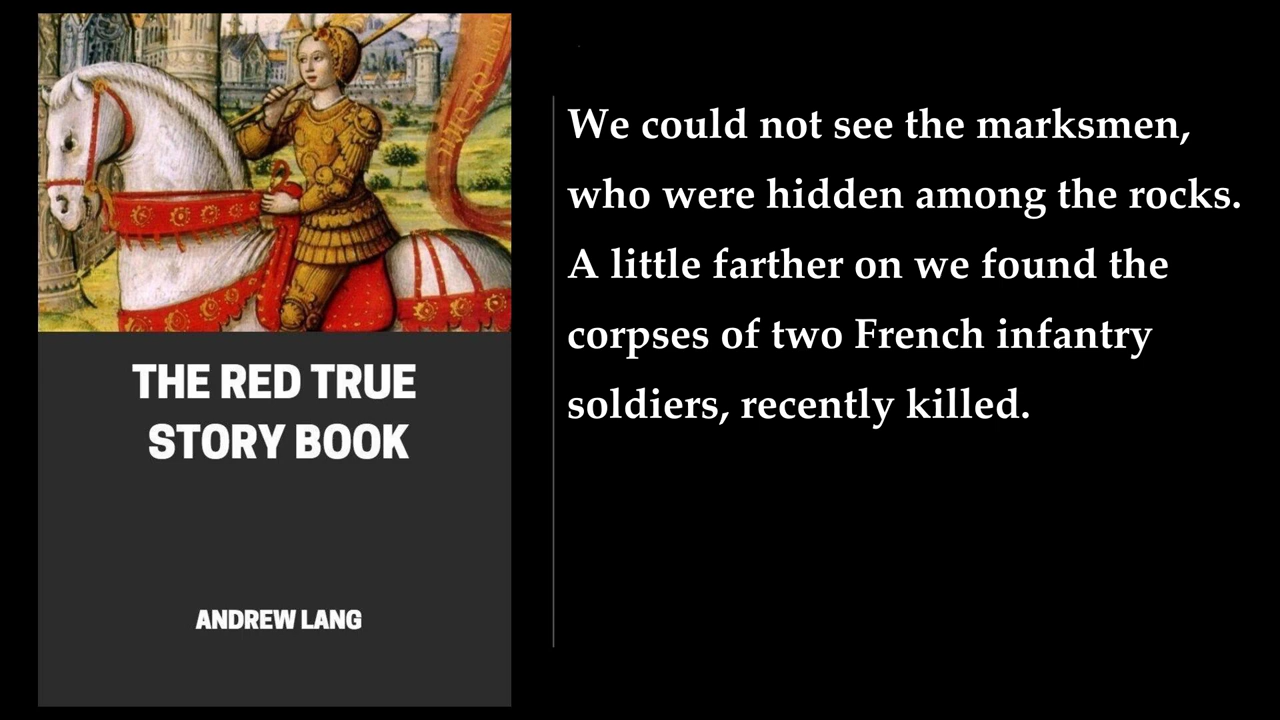 THE RED TRUE
STORY BOOK
ANDREW LANG
We could not see the marksmen,
who were hidden among the rocks.
A little farther on we found the
corpses of two French infantry
soldiers, recently killed.